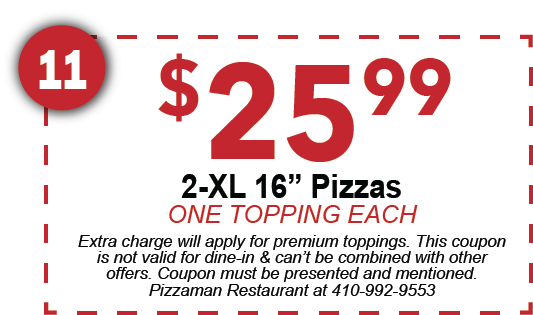 11
$25.99
2-XL 16” Pizzas
ONE TOPPING EACH
Extra charge will apply for premium toppings. This coupon
is not valid for dine-in & can’t be combined with other
offers. Coupon must be presented and mentioned.
Pizzaman Restaurant at 410-992-9553